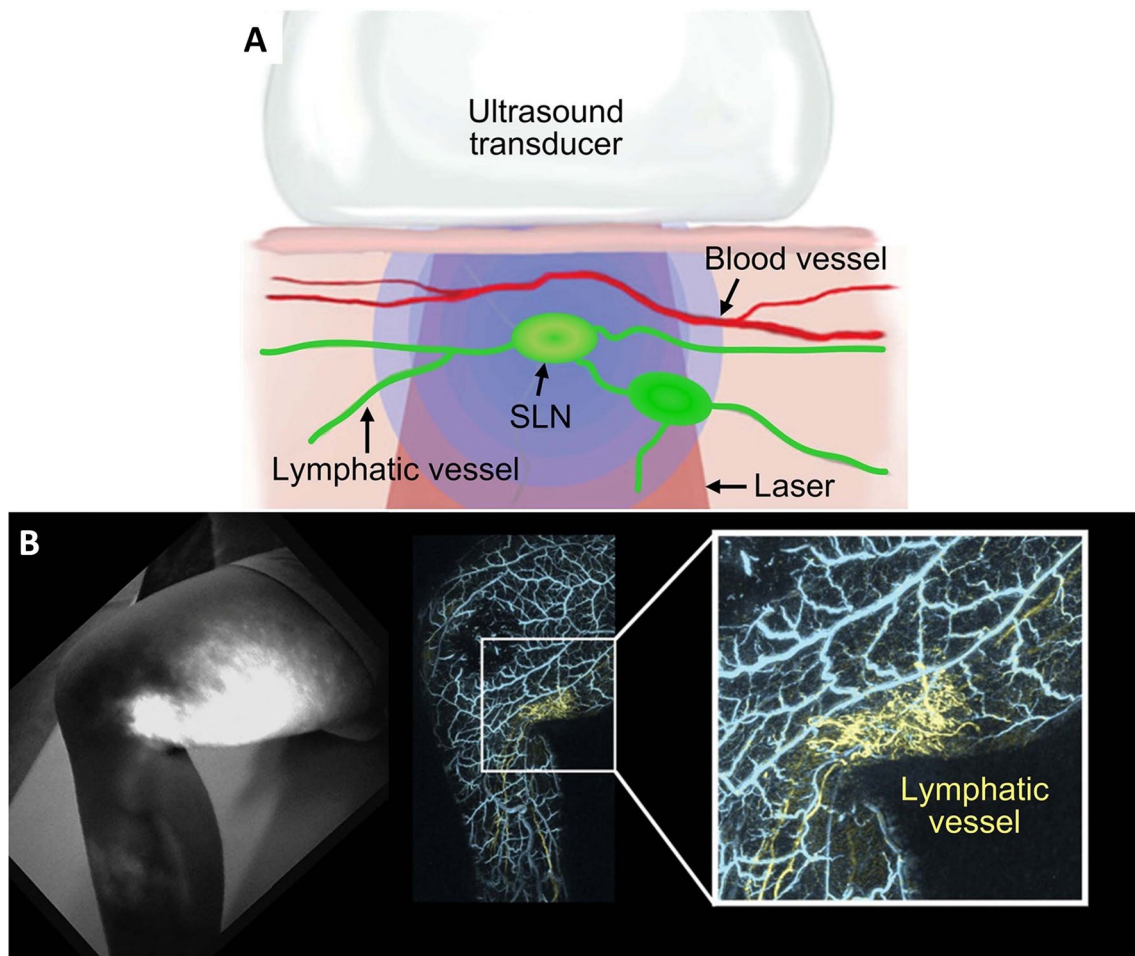 A
Ultrasound
transducer
Blood vessel
SLN
Lymphatic vessel
Laser
B
Lymphatic
vessel